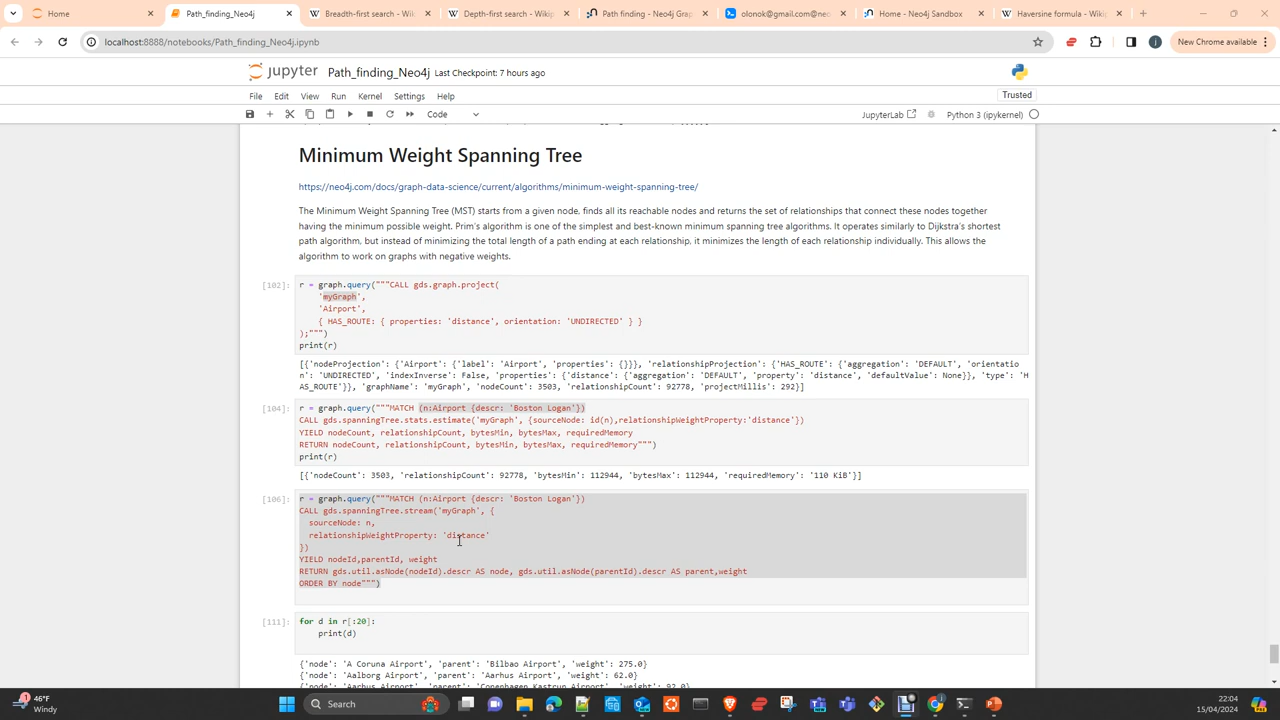 Home
Path_finding_Neo4j
Breadth-first search - Wiki
Depth-first search - Wikip
Path finding - Neo4j Grap
olonok@gmail.com@neo
Home - Neo4j Sandbox
Haversine formula - Wikip
localhost:8888/notebooks/Path_finding_Neo4j.ipynb
New Chrome available
jupyter
Path_finding_Neo4j Last Checkpoint: 7 hours ago
File Edit View Run Kernel Settings Help
Trusted
Code
JupyterLab
Python 3 (ipykernel)
Minimum Weight Spanning Tree
https://neo4j.com/docs/graph-data-science/current/algorithms/minimum-weight-spanning-tree/
The Minimum Weight Spanning Tree (MST) starts from a given node, finds all its reachable nodes and returns the set of relationships that connect these nodes together
having the minimum possible weight. Prim's algorithm is one of the simplest and best-known minimum spanning tree algorithms. It operates similarly to Dijkstra's shortest
path algorithm, but instead of minimizing the total length of a path ending at each relationship, it minimizes the length of each relationship individually. This allows the
algorithm to work on graphs with negative weights.
[102]:
r = graph.query("""CALL gds.graph.project(
'myGraph',
'Airport',
{ HAS_ROUTE: { properties: 'distance', orientation: 'UNDIRECTED' } }
);""")
print(r)
[{'nodeProjection': {'Airport': {'label': 'Airport', 'properties': {}}}, 'relationshipProjection': {'HAS_ROUTE': {'aggregation': 'DEFAULT', 'orientatio
n': 'UNDIRECTED', 'indexInverse': False, 'properties': {'distance': {'aggregation': 'DEFAULT', 'property': 'distance', 'defaultValue': None}}, 'type': 'H
AS_ROUTE'}}, 'graphName': 'myGraph', 'nodeCount': 3503, 'relationshipCount': 92778, 'projectMillis': 292}]
[104]:
r = graph.query("""MATCH (n:Airport {descr: 'Boston Logan'})
CALL gds.spanningTree.stats.estimate('myGraph', {sourceNode: id(n),relationshipWeightProperty:'distance'})
YIELD nodeCount, relationshipCount, bytesMin, bytesMax, requiredMemory
RETURN nodeCount, relationshipCount, bytesMin, bytesMax, requiredMemory""")
print(r)
[{'nodeCount': 3503, 'relationshipCount': 92778, 'bytesMin': 112944, 'bytesMax': 112944, 'requiredMemory': '110 KiB'}]
[106]:
r = graph.query("""MATCH (n:Airport {descr: 'Boston Logan'})
CALL gds.spanningTree.stream('myGraph', {
sourceNode: n,
relationshipWeightProperty: 'distance'
})
YIELD nodeId,parentId, weight
RETURN gds.util.asNode(nodeId).descr AS node, gds.util.asNode(parentId).descr AS parent,weight
ORDER BY node""")
[111]:
for d in r[:20]:
print(d)
{'node': 'A Coruna Airport', 'parent': 'Bilbao Airport', 'weight': 275.0}
{'node': 'Aalborg Airport', 'parent': 'Aarhus Airport', 'weight': 62.0}
{'node': 'Aarhus Airport', 'parent': 'Copenhagen Kastrup Airport', 'weight': 92.0}
1
46°F
Windy
Search
22:04
15/04/2024